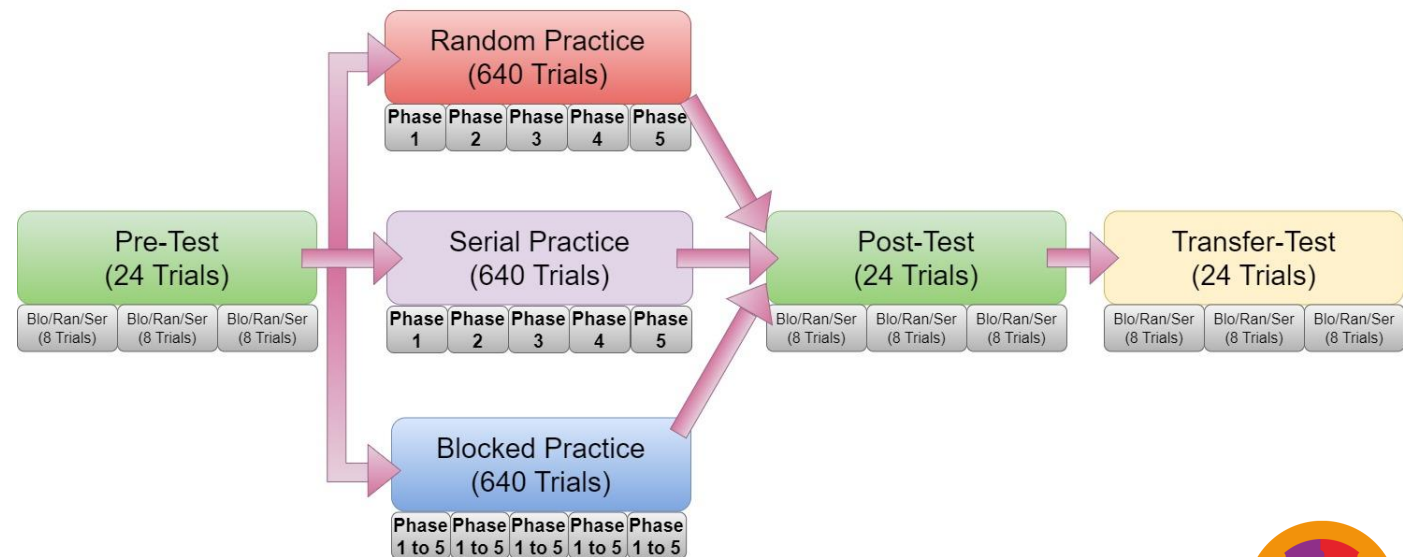 Random Practice
(640 Trials)
Phase 1 Phase 2 Phase 3 Phase 4 Phase 5
Pre-Test
(24 Trials)
Blo/Ran/Ser (8 Trials) Blo/Ran/Ser (8 Trials) Blo/Ran/Ser (8 Trials)
Serial Practice
(640 Trials)
Phase 1 Phase 2 Phase 3 Phase 4 Phase 5
Post-Test
(24 Trials)
Blo/Ran/Ser (8 Trials) Blo/Ran/Ser (8 Trials) Blo/Ran/Ser (8 Trials)
Transfer-Test
(24 Trials)
Blo/Ran/Ser (8 Trials) Blo/Ran/Ser (8 Trials) Blo/Ran/Ser (8 Trials)
Blocked Practice
(640 Trials)
Phase 1 to 5 Phase 1 to 5 Phase 1 to 5 Phase 1 to 5 Phase 1 to 5